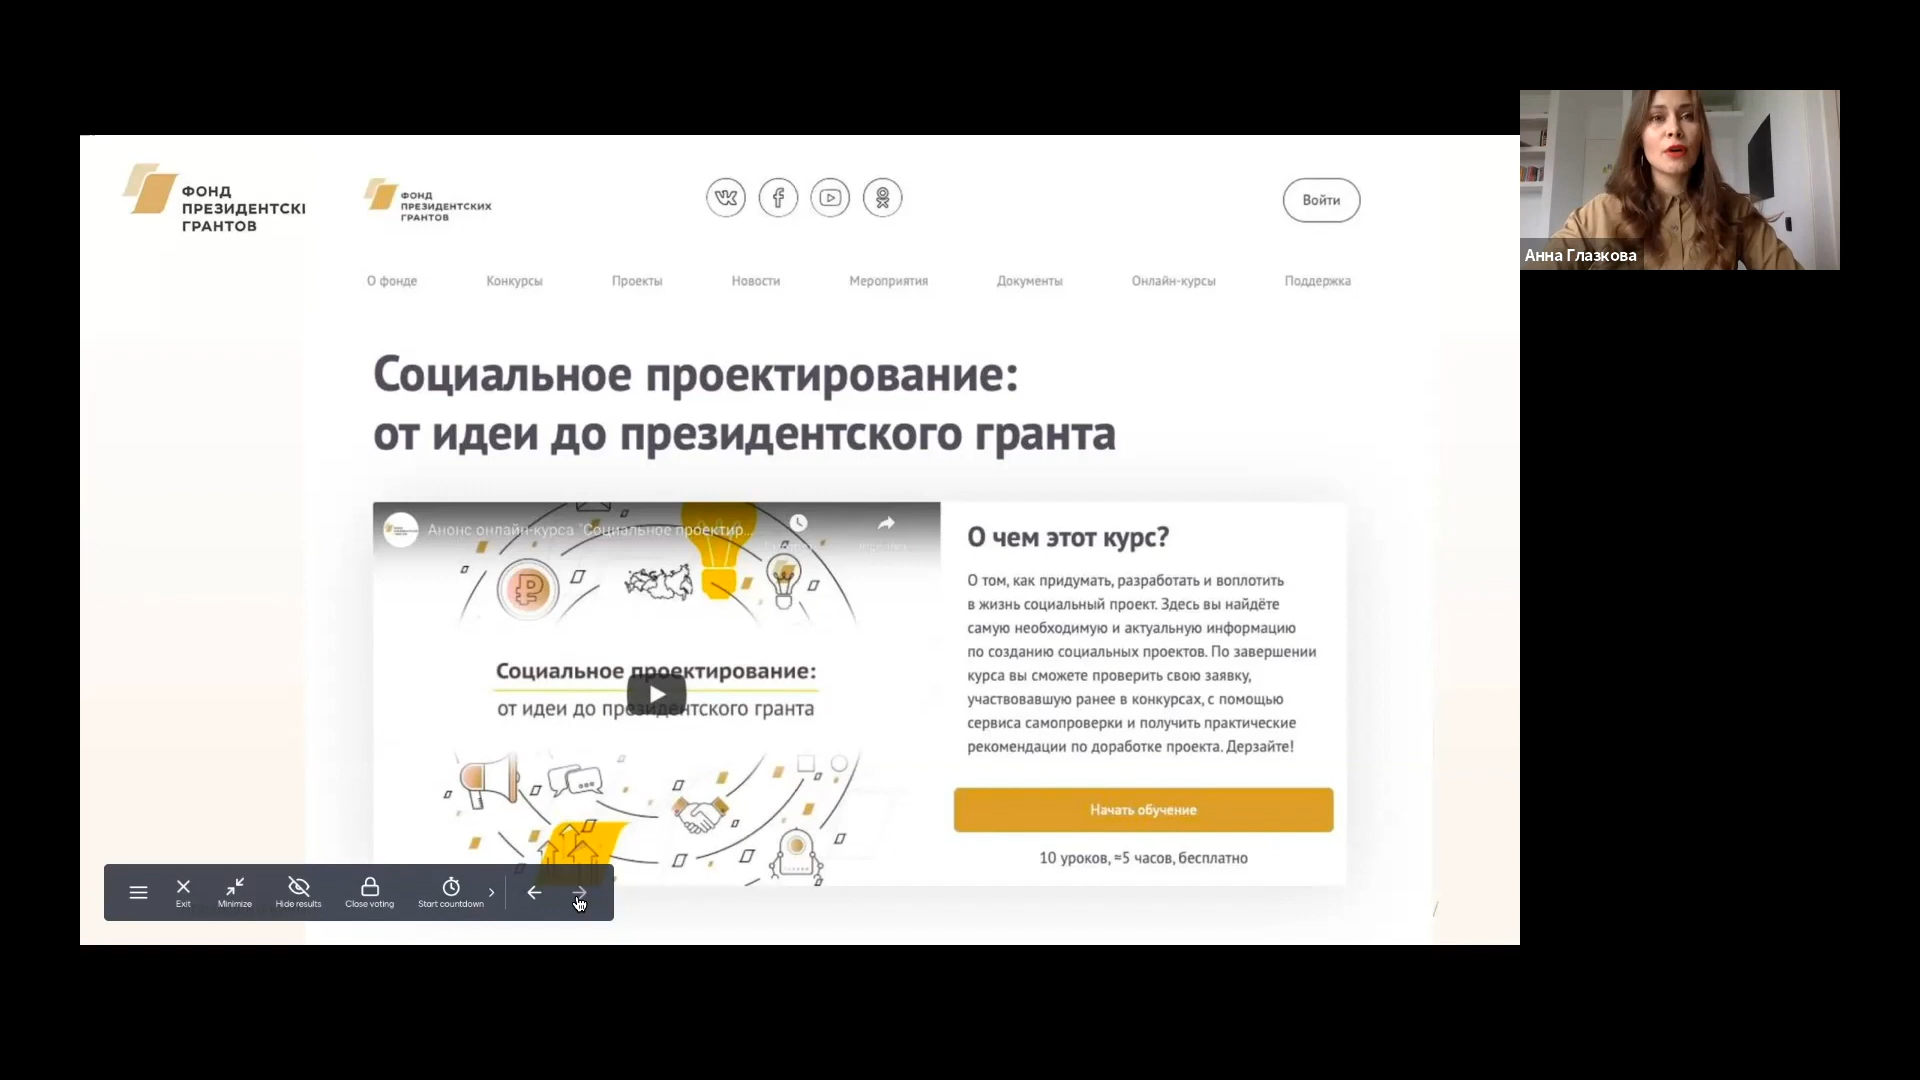 ФОНД
ПРЕЗИДЕНТСКІ
ГРАНТОВ
ФОНД
ПРЕЗИДЕНТСКИХ
ГРАНТОВ
Войти
О фонде Конкурсы Проекты Новости Мероприятия Документы Онлайн-курсы Поддержка
Социальное проектирование:
от идеи до президентского гранта
Анонс онлайн-курса "Социальное проектир...
Социальное проектирование:
от идеи до президентского гранта
О чем этот курс?
О том, как придумать, разработать и воплотить
в жизнь социальный проект. Здесь вы найдёте
самую необходимую и актуальную информацию
по созданию социальных проектов. По завершении
курса вы сможете проверить свою заявку,
участвовавшую ранее в конкурсах, с помощью
сервиса самопроверки и получить практические
рекомендации по доработке проекта. Дерзайте!
Начать обучение
10 уроков, ≈5 часов, бесплатно
Exit Minimize Hide results Close voting Start countdown
Анна Глазкова